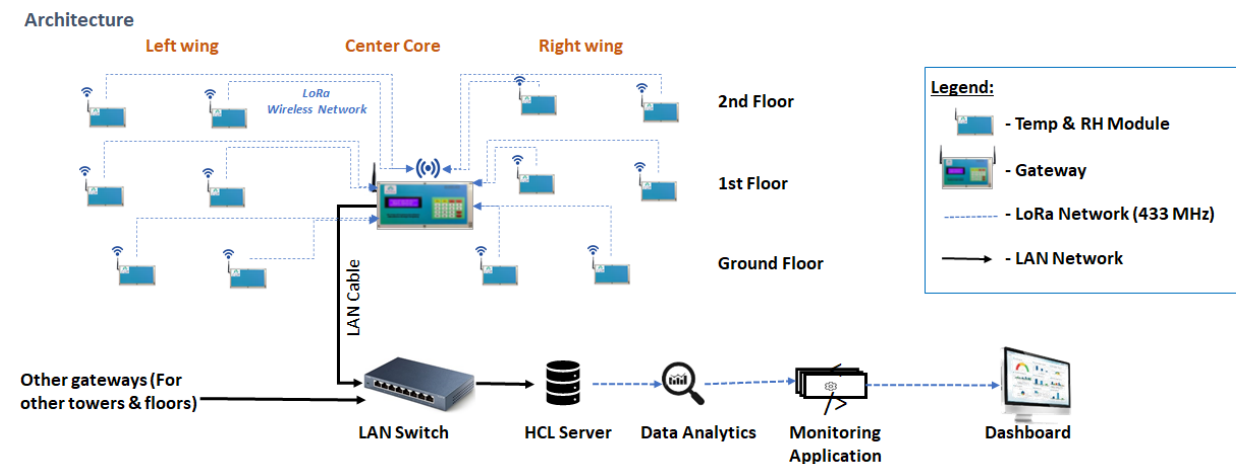 Architecture
Left wing
Center Core
Right wing
LoRa
Wireless Network
2nd Floor
1st Floor
Ground Floor
Legend:
- Temp & RH Module
- Gateway
- LoRa Network (433 MHz)
- LAN Network
LAN Cable
Other gateways (For
other towers & floors)
LAN Switch
HCL Server
Data Analytics
</>
Monitoring
Application
Dashboard